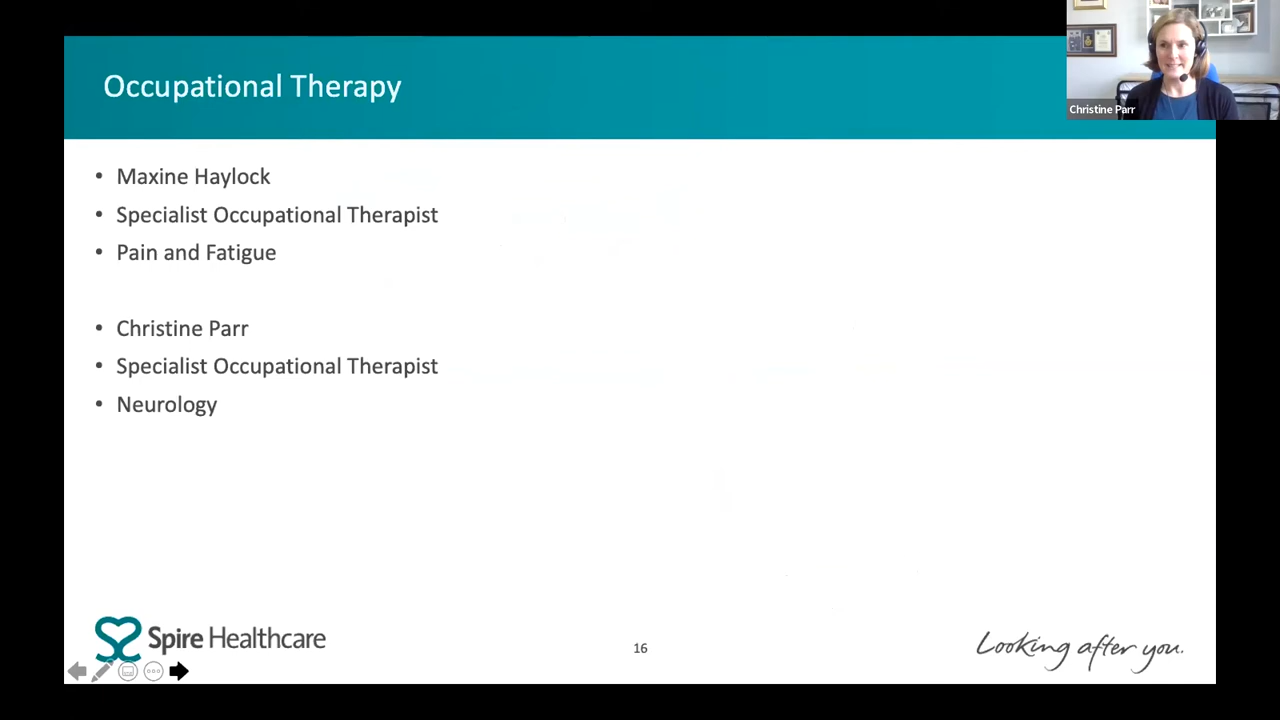 Occupational Therapy
Christine Parr
• Maxine Haylock
• Specialist Occupational Therapist
• Pain and Fatigue
• Christine Parr
• Specialist Occupational Therapist
• Neurology
Spire Healthcare
16
Looking after you.